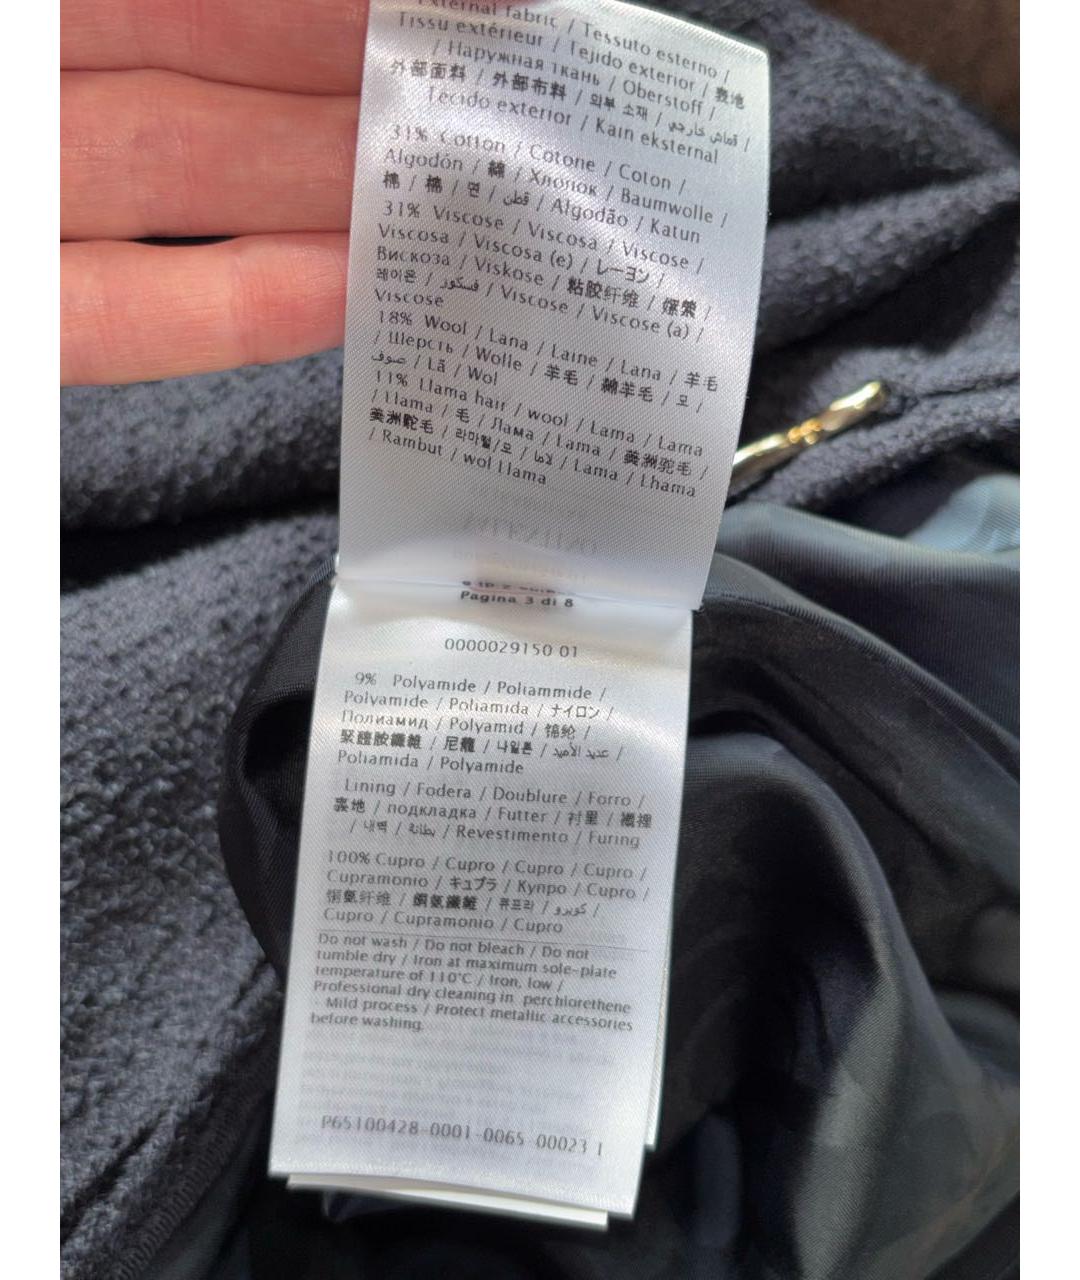 External fabric / Tessuto esterno /
Tissu extérieur / Tejido exterior / 表地
/ Наружная ткань / Oberstoff /
外部面料 / 外部布料 / 외부 소재 / قماش خارجي /
Tecido exterior / Kain eksternal
31% Cotton / Cotone / Coton /
Algodón / 綿 / Хлопок / Baumwolle /
棉 / 棉 / 면 / قطن / Algodão / Katun
31% Viscose / Viscosa / Viscose /
Viscosa / Viscosa (e) / レーヨン /
Вискоза / Viskose / 粘胶纤维 / 嫘縈 /
레이온 / فسكوز / Viscose / Viscose (a) /
Viscose
18% Wool / Lana / Laine / Lana / 羊毛
/ Шерсть / Wolle / 羊毛 / 綿羊毛 / 모 /
صوف / Lã / Wol
11% Llama hair / wool / Lama / Lama
/ Llama / 毛 / Лама / Lama / 美洲驼毛 /
美洲鴕毛 / 라마헤어/모 / لاما / Lama / Lhama
/ Rambut / wol Llama
Pagina 3 di 8
0000029150 01
9% Polyamide / Poliammide /
Polyamide / Poliamida / ナイロン /
Полиамид / Polyamid / 锦纶 /
聚醯胺纖維 / 尼龍 / 나일론 / عديد الأميد /
Poliamida / Polyamide
Lining / Fodera / Doublure / Forro /
裏地 / подкладка / Futter / 衬里 / 襯裡
/ 내벽 / بطانة / Revestimento / Furing
100% Cupro / Cupro / Cupro / Cupro /
Cupramonio / キュプラ / Купро / Cupro /
铜氨纤维 / 銅氨纖維 / 큐프라 / كوبرو /
Cupro / Cupramonio / Cupro
Do not wash / Do not bleach / Do not
tumble dry / Iron at maximum sole-plate
temperature of 110°C / Iron, low /
Professional dry cleaning in perchlorethene
- Mild process / Protect metallic accessories
before washing.
P65100428-0001-0065 00023 1